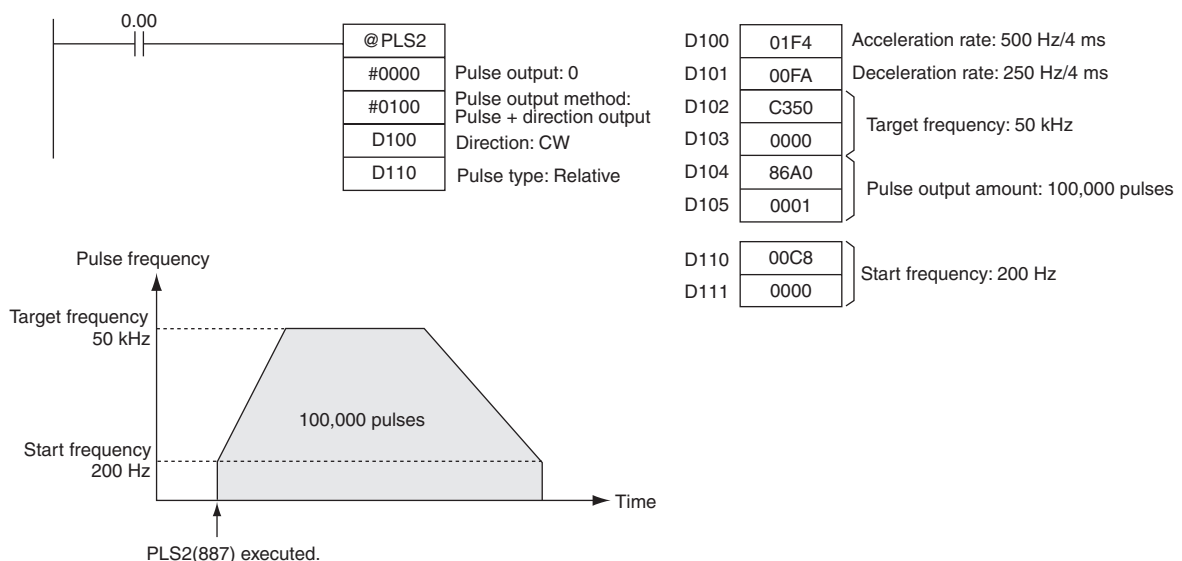 0.00
@PLS2
#0000 Pulse output: 0
#0100 Pulse output method:
Pulse + direction output
D100 Direction: CW
D110 Pulse type: Relative
D100 01F4 Acceleration rate: 500 Hz/4 ms
D101 00FA Deceleration rate: 250 Hz/4 ms
D102 C350
Target frequency: 50 kHz
D103 0000
D104 86A0
Pulse output amount: 100,000 pulses
D105 0001
D110 00C8
Start frequency: 200 Hz
D111 0000
Pulse frequency
Target frequency
50 kHz
100,000 pulses
Start frequency
200 Hz
Time
PLS2(887) executed.